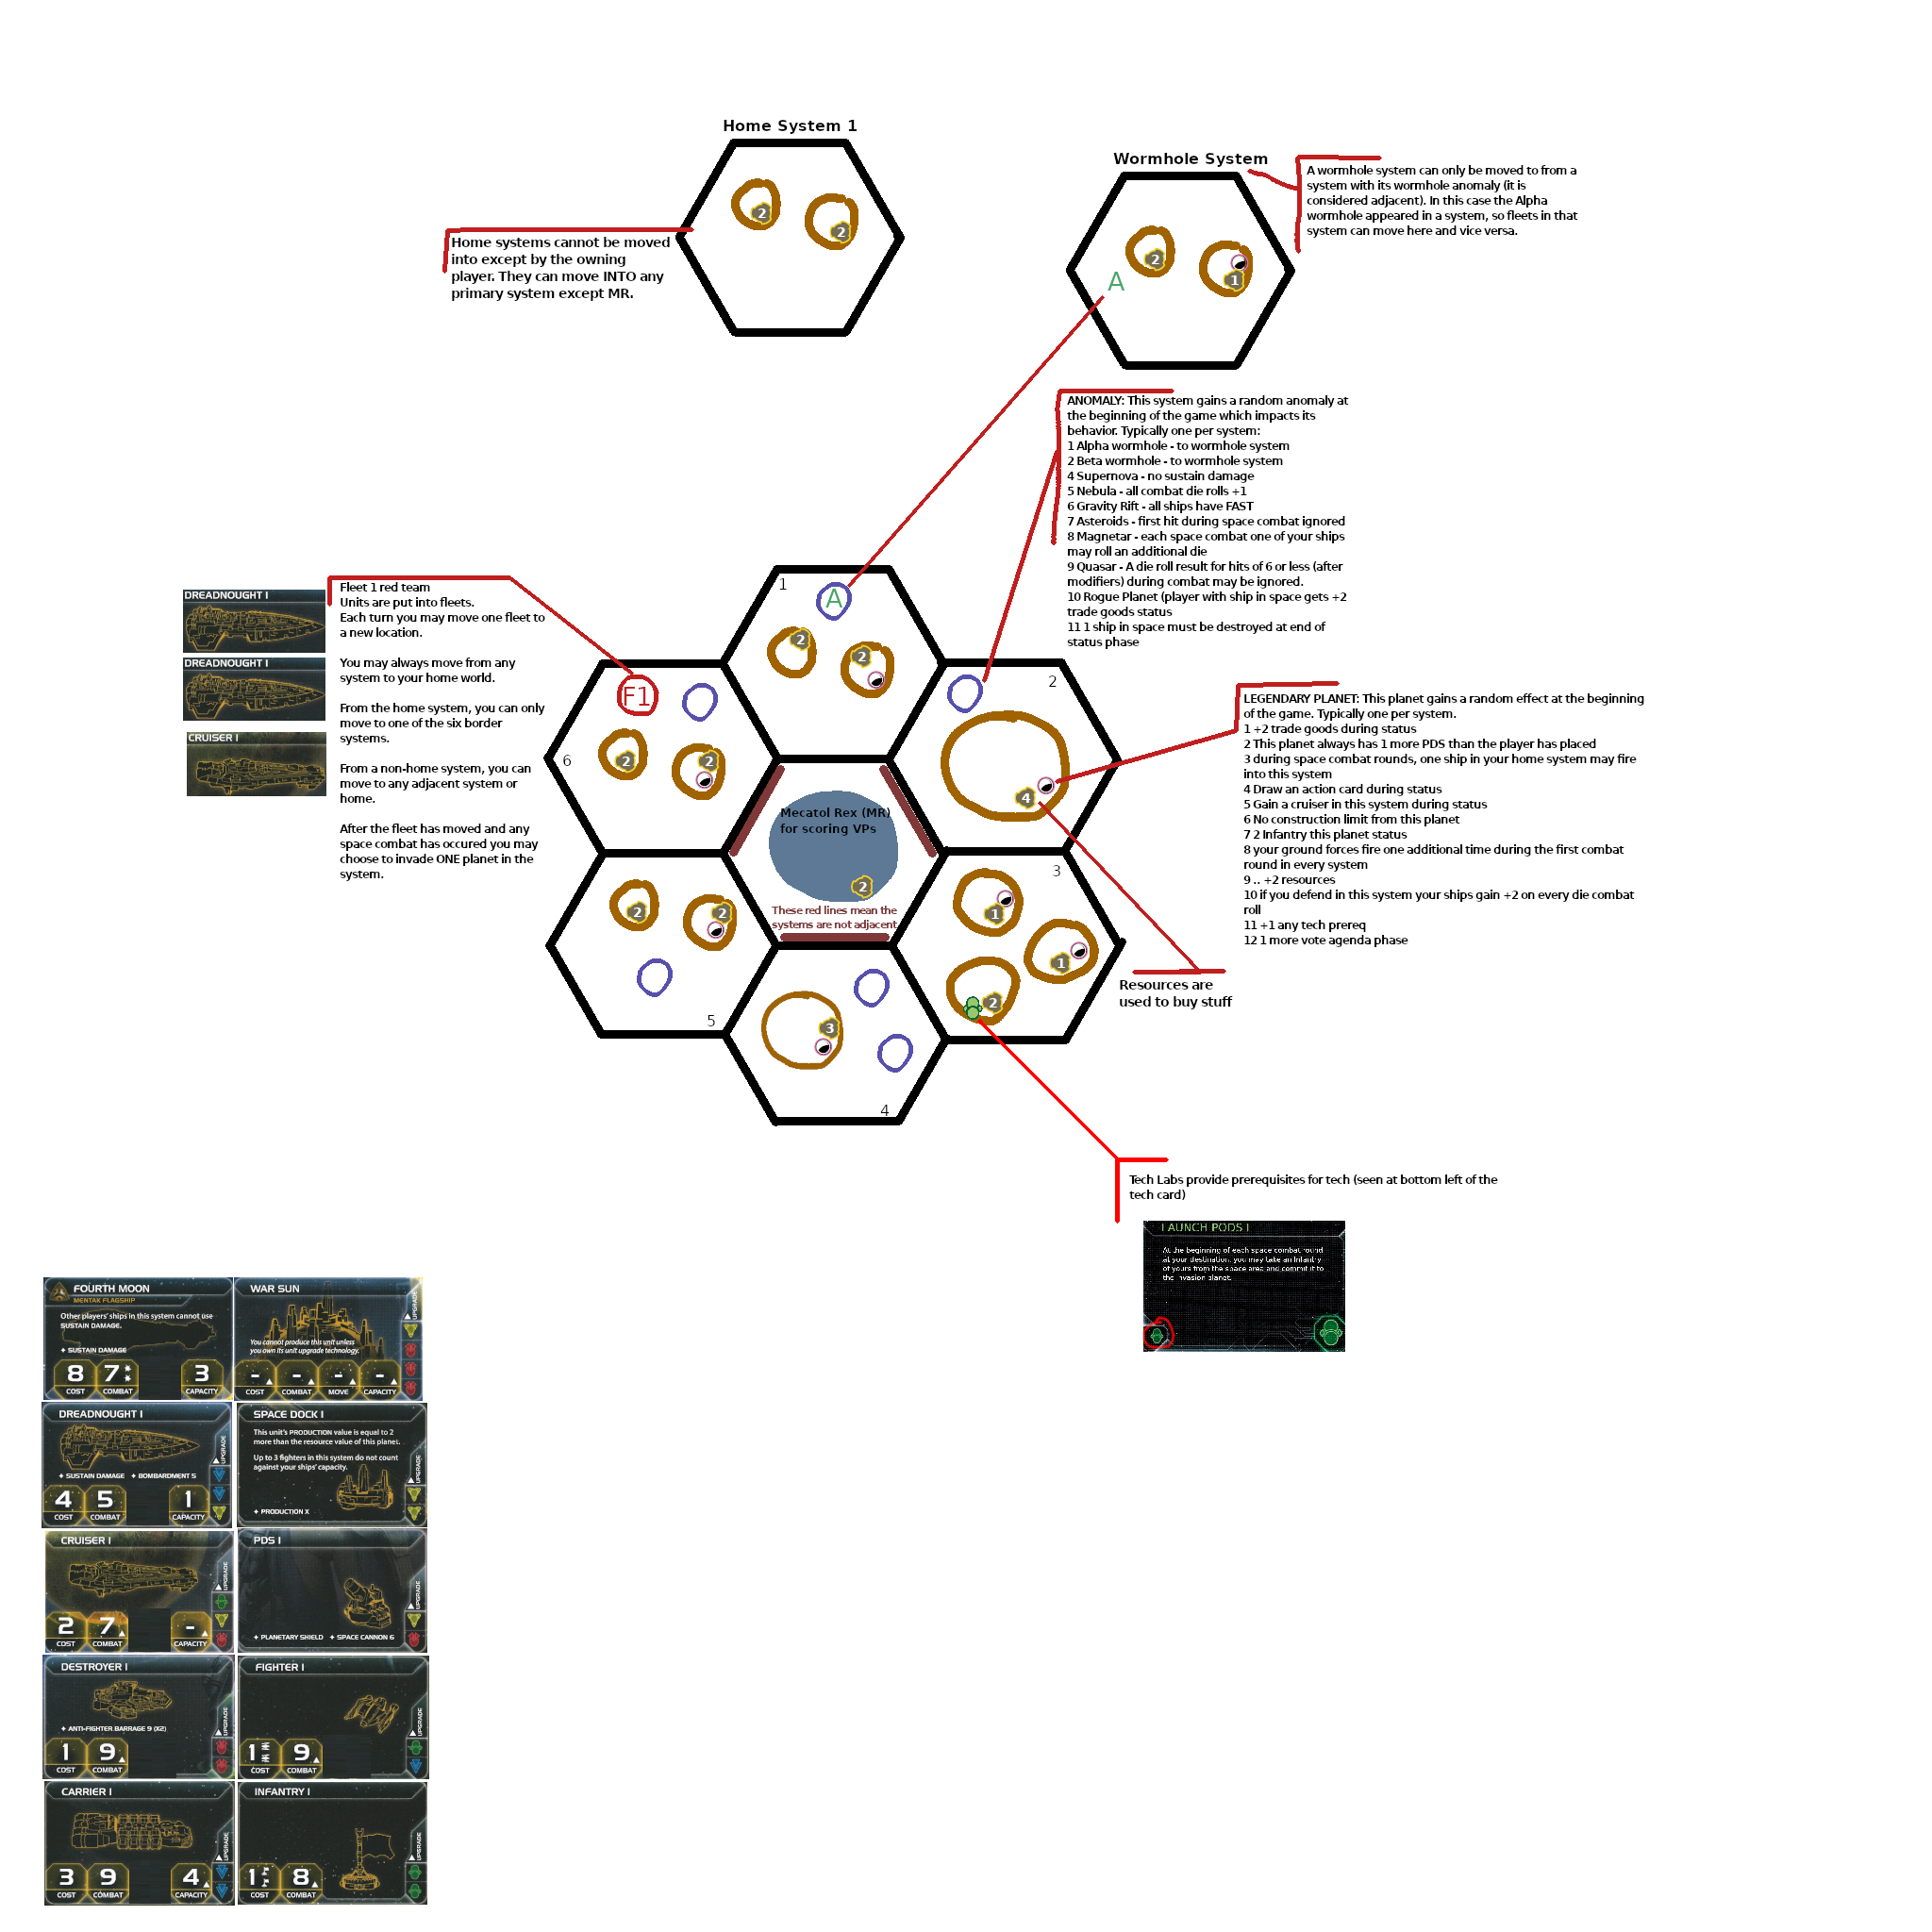 Home System 1
2
2
Home systems cannot be moved
into except by the owning
player. They can move INTO any
primary system except MR.
Wormhole System
A
2
1
A wormhole system can only be moved to from a
system with its wormhole anomaly (it is
considered adjacent). In this case the Alpha
wormhole appeared in a system, so fleets in that
system can move here and vice versa.
ANOMALY: This system gains a random anomaly at
the beginning of the game which impacts its
behavior. Typically one per system:
1 Alpha wormhole - to wormhole system
2 Beta wormhole - to wormhole system
4 Supernova - no sustain damage
5 Nebula - all combat die rolls +1
6 Gravity Rift - all ships have FAST
7 Asteroids - first hit during space combat ignored
8 Magnetar - each space combat one of your ships
may roll an additional die
9 Quasar - A die roll result for hits of 6 or less (after
modifiers) during combat may be ignored.
10 Rogue Planet (player with ship in space gets +2
trade goods status
11 1 ship in space must be destroyed at end of
status phase
DREADNOUGHT I
DREADNOUGHT I
CRUISER I
Fleet 1 red team
Units are put into fleets.
Each turn you may move one fleet to
a new location.
You may always move from any
system to your home world.
From the home system, you can only
move to one of the six border
systems.
From a non-home system, you can
move to any adjacent system or
home.
After the fleet has moved and any
space combat has occured you may
choose to invade ONE planet in the
system.
1
A
2
2
2
4
LEGENDARY PLANET: This planet gains a random effect at the beginning
of the game. Typically one per system.
1 +2 trade goods during status
2 This planet always has 1 more PDS than the player has placed
3 during space combat rounds, one ship in your home system may fire
into this system
4 Draw an action card during status
5 Gain a cruiser in this system during status
6 No construction limit from this planet
7 2 Infantry this planet status
8 your ground forces fire one additional time during the first combat
round in every system
9 .. +2 resources
10 if you defend in this system your ships gain +2 on every die combat
roll
11 +1 any tech prereq
12 1 more vote agenda phase
F1
6
2
2
Mecatol Rex (MR)
for scoring VPs
2
These red lines mean the
systems are not adjacent
3
1
1
2
Resources are
used to buy stuff
2
2
5
3
4
Tech Labs provide prerequisites for tech (seen at bottom left of the
tech card)
LAUNCH PODS I
At the beginning of each space combat round
at your destination, you may take an Infantry
of yours from the space area and commit it to
the invasion planet.
FOURTH MOON
MENTAK FLAGSHIP
Other players' ships in this system cannot use
SUSTAIN DAMAGE.
+ SUSTAIN DAMAGE
8 7 3
COST COMBAT CAPACITY
WAR SUN
You cannot produce this unit unless
you own its unit upgrade technology.
- - - -
COST COMBAT MOVE CAPACITY
UPGRADE
DREADNOUGHT I
+ SUSTAIN DAMAGE + BOMBARDMENT 5
4 5 1
COST COMBAT CAPACITY
UPGRADE
SPACE DOCK I
This unit's PRODUCTION value is equal to 2
more than the resource value of this planet.
Up to 3 fighters in this system do not count
against your ships' capacity.
+ PRODUCTION X
UPGRADE
CRUISER I
2 7 -
COST COMBAT CAPACITY
UPGRADE
PDS I
+ PLANETARY SHIELD + SPACE CANNON 6
UPGRADE
DESTROYER I
+ ANTI-FIGHTER BARRAGE 9 (X2)
1 9
COST COMBAT
UPGRADE
FIGHTER I
1 9
COST COMBAT
UPGRADE
CARRIER I
3 9 4
COST COMBAT CAPACITY
UPGRADE
INFANTRY I
1 8
COST COMBAT
UPGRADE